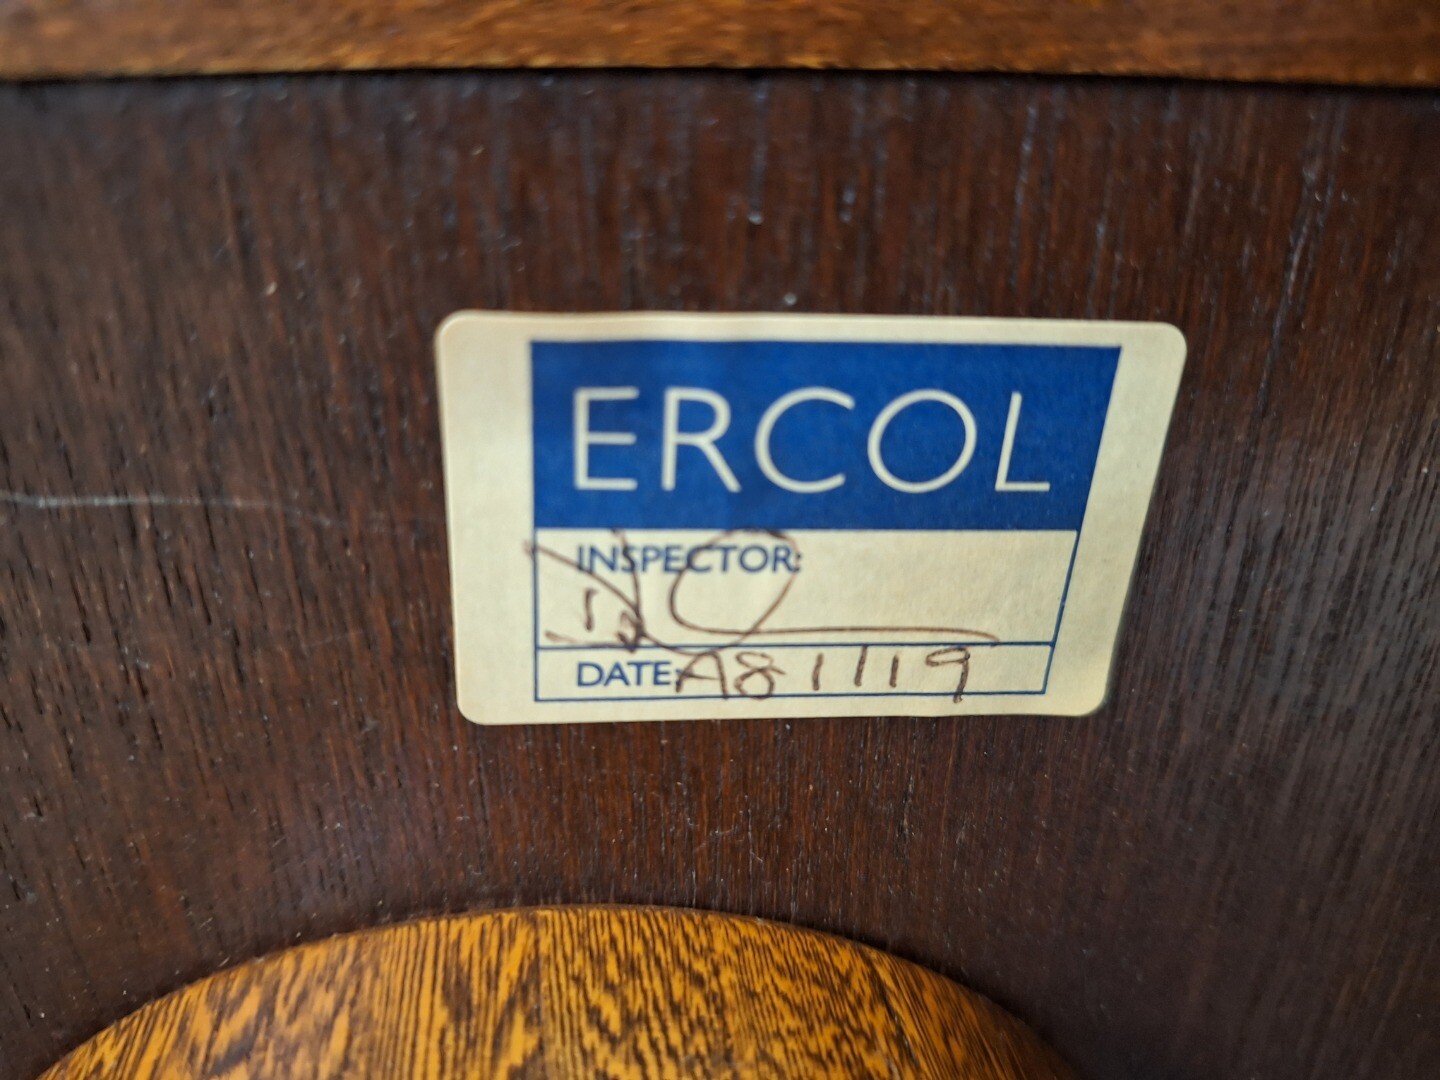 ERCOL
INSPECTOR:
DATE: A81119